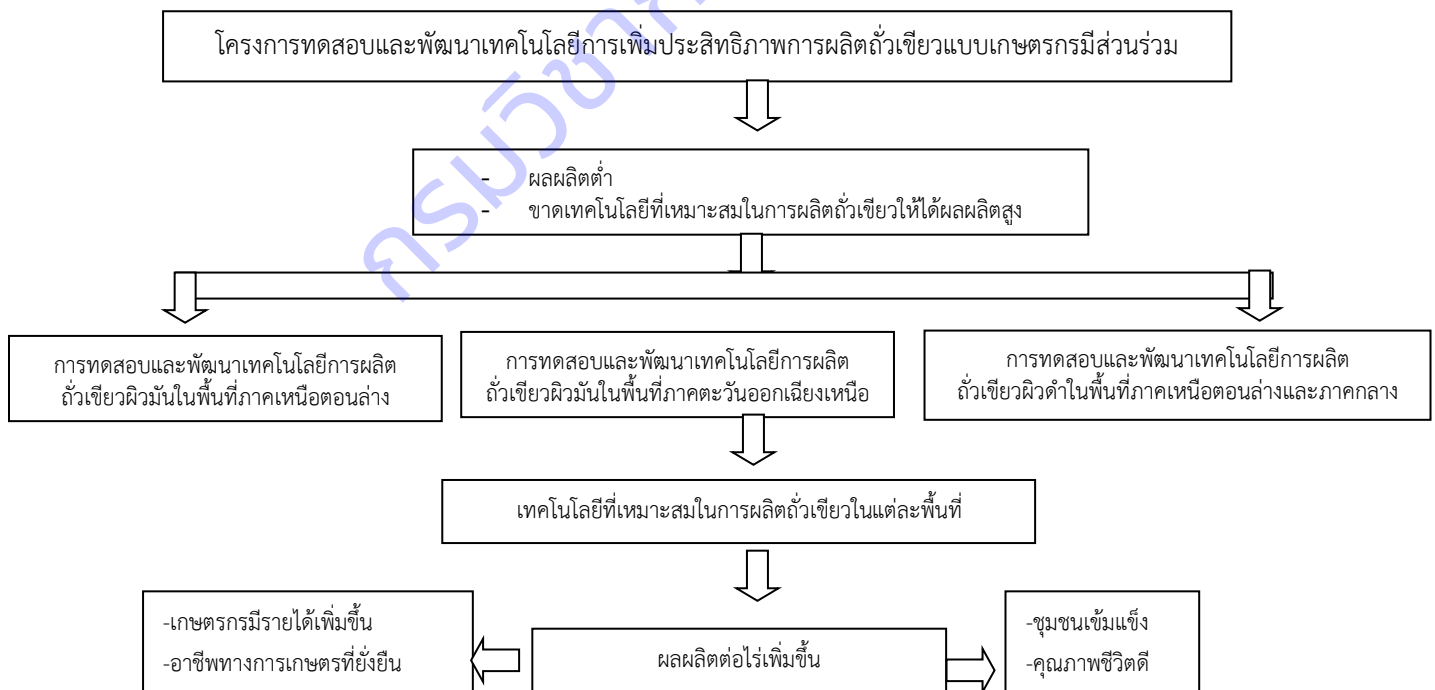 โครงการทดสอบและพัฒนาเทคโนโลยีการเพิ่มประสิทธิภาพการผลิตถั่วเขียวแบบเกษตรกรมีส่วนร่วม
- ผลผลิตต่ำ
- ขาดเทคโนโลยีที่เหมาะสมในการผลิตถั่วเขียวให้ได้ผลผลิตสูง
การทดสอบและพัฒนาเทคโนโลยีการผลิต
ถั่วเขียวผิวมันในพื้นที่ภาคเหนือตอนล่าง
การทดสอบและพัฒนาเทคโนโลยีการผลิต
ถั่วเขียวผิวมันในพื้นที่ภาคตะวันออกเฉียงเหนือ
การทดสอบและพัฒนาเทคโนโลยีการผลิต
ถั่วเขียวผิวดำในพื้นที่ภาคเหนือตอนล่างและภาคกลาง
เทคโนโลยีที่เหมาะสมในการผลิตถั่วเขียวในแต่ละพื้นที่
-เกษตรกรมีรายได้เพิ่มขึ้น
-อาชีพทางการเกษตรที่ยั่งยืน
ผลผลิตต่อไร่เพิ่มขึ้น
-ชุมชนเข้มแข็ง
-คุณภาพชีวิตดี